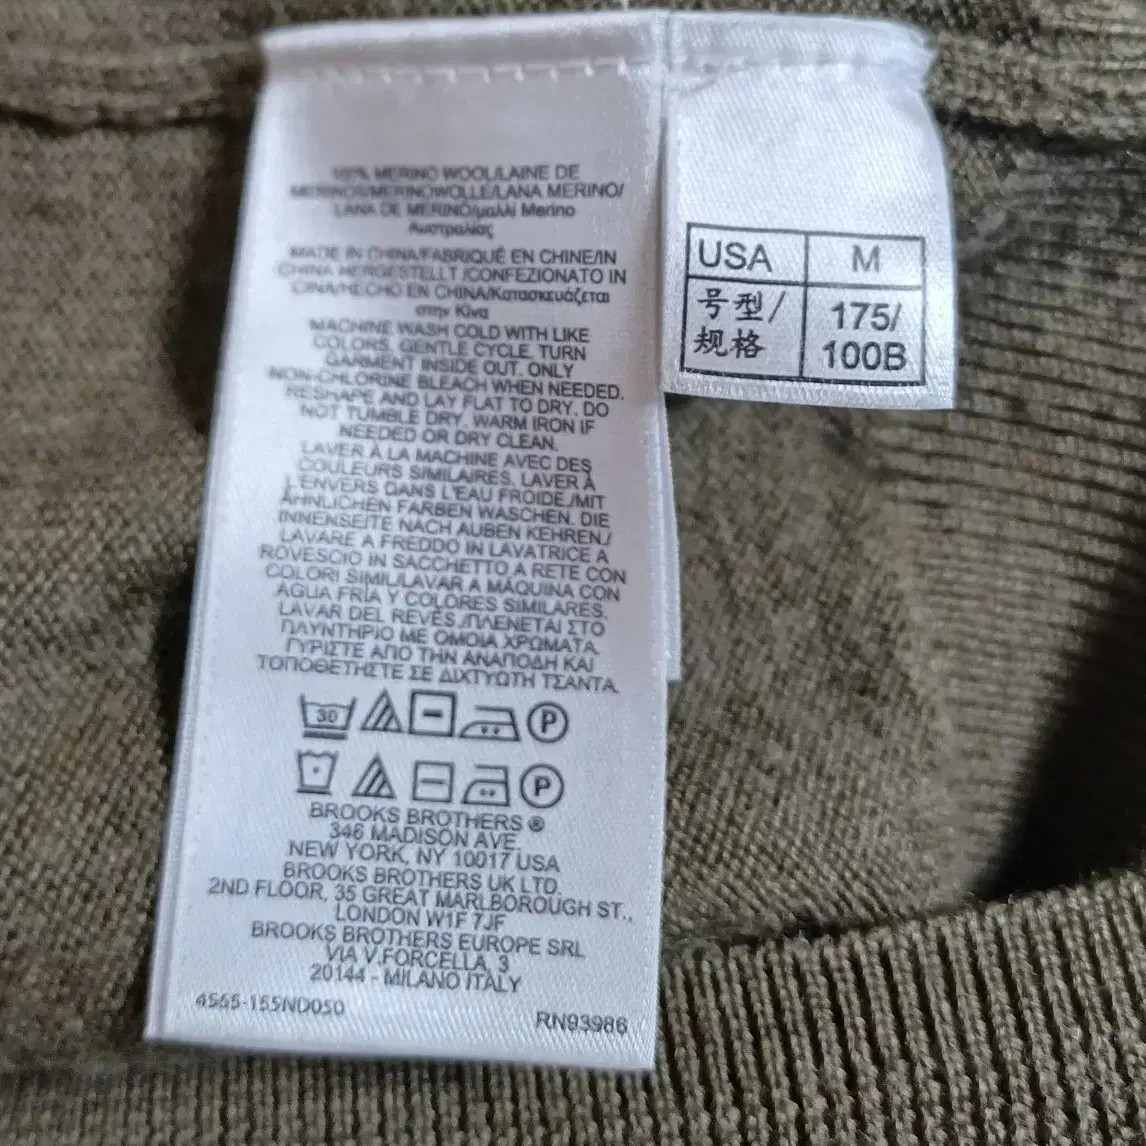 100% MERINO WOOL/LAINE DE
MERINOS/MERINOWOLLE/LANA MERINO/
LANA DE MERINO/μαλλί Merino
Αυστραλίας
MADE IN CHINA/FABRIQUÉ EN CHINE/IN
CHINA HERGESTELLT /CONFEZIONATO IN
CINA/HECHO EN CHINA/Κατασκευάζεται
στην Κίνα
MACHINE WASH COLD WITH LIKE
COLORS, GENTLE CYCLE, TURN
GARMENT INSIDE OUT. ONLY
NON-CHLORINE BLEACH WHEN NEEDED.
RESHAPE AND LAY FLAT TO DRY. DO
NOT TUMBLE DRY. WARM IRON IF
NEEDED OR DRY CLEAN.
LAVER À LA MACHINE AVEC DES
COULEURS SIMILAIRES. LAVER À
L'ENVERS DANS L'EAU FROIDE./MIT
ÄHNLICHEN FARBEN WASCHEN. DIE
INNENSEITE NACH AUBEN KEHREN./
LAVARE A FREDDO IN LAVATRICE A
ROVESCIO IN SACCHETTO A RETE CON
COLORI SIMILI./LAVAR A MÁQUINA CON
AGUA FRÍA Y COLORES SIMILARES.
LAVAR DEL REVÉS./ΠΛΕΝΕΤΑΙ ΣΤΟ
ΠΛΥΝΤΗΡΙΟ ΜΕ ΟΜΟΙΑ ΧΡΩΜΑΤΑ.
ΓΥΡΙΣΤΕ ΑΠΟ ΤΗΝ ΑΝΑΠΟΔΗ ΚΑΙ
ΤΟΠΟΘΕΤΗΣΤΕ ΣΕ ΔΙΧΤΥΩΤΗ ΤΣΑΝΤΑ.
30 P
P
BROOKS BROTHERS ®
346 MADISON AVE.
NEW YORK, NY 10017 USA
BROOKS BROTHERS UK LTD.
2ND FLOOR, 35 GREAT MARLBOROUGH ST.,
LONDON W1F 7JF
BROOKS BROTHERS EUROPE SRL
VIA V.FORCELLA, 3
20144 - MILANO ITALY
4565-155ND050
RN93986
USA M
号型/ 175/
规格 100B